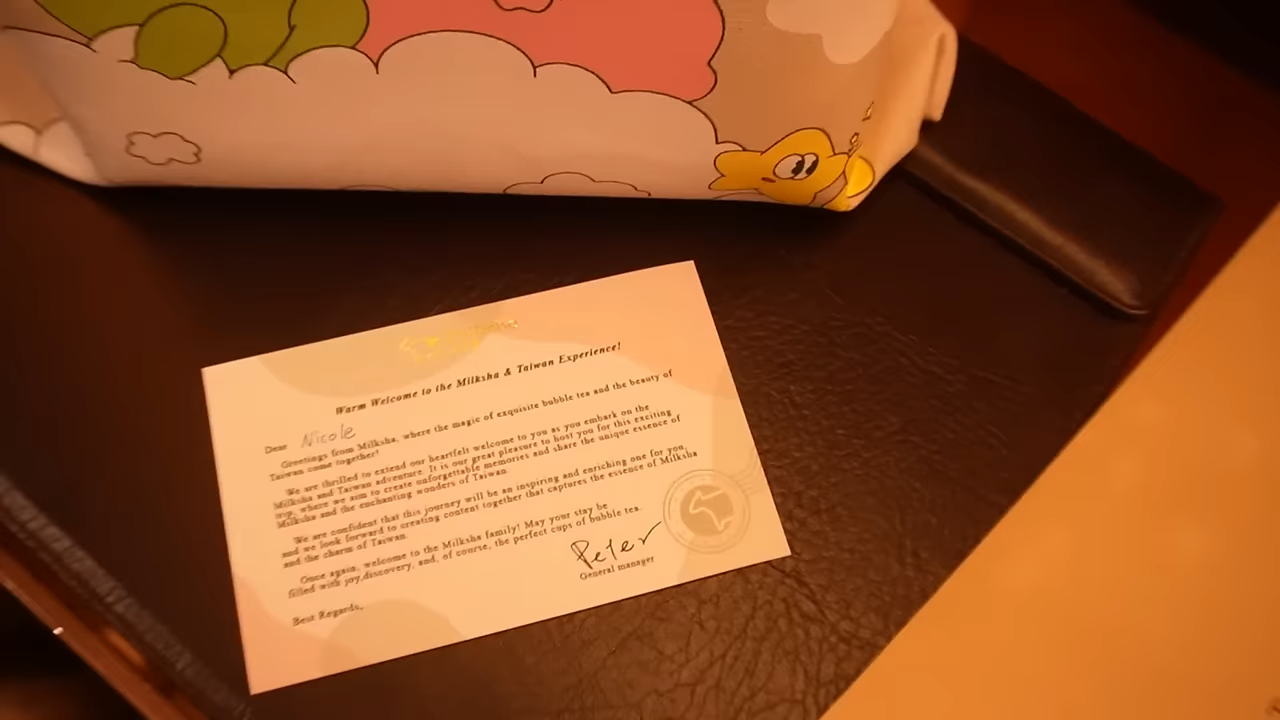 Warm Welcome to the Milksha & Taiwan Experience!
Dear Nicole
Greetings from Milksha, where the magic of exquisite bubble tea and the beauty of
Taiwan come together!
We are thrilled to extend our heartfelt welcome to you as you embark on the
Milksha and Taiwan adventure. It is our great pleasure to host you for this exciting
trip, where we aim to create unforgettable memories and share the unique essence of
Milksha and the enchanting wonders of Taiwan.
We are confident that this journey will be an inspiring and enriching one for you,
and we look forward to creating content together that captures the essence of Milksha
and the charm of Taiwan.
Once again, welcome to the Milksha family! May your stay be
filled with joy,discovery, and, of course, the perfect cups of bubble tea.
Peter
General manager
Best Regards,